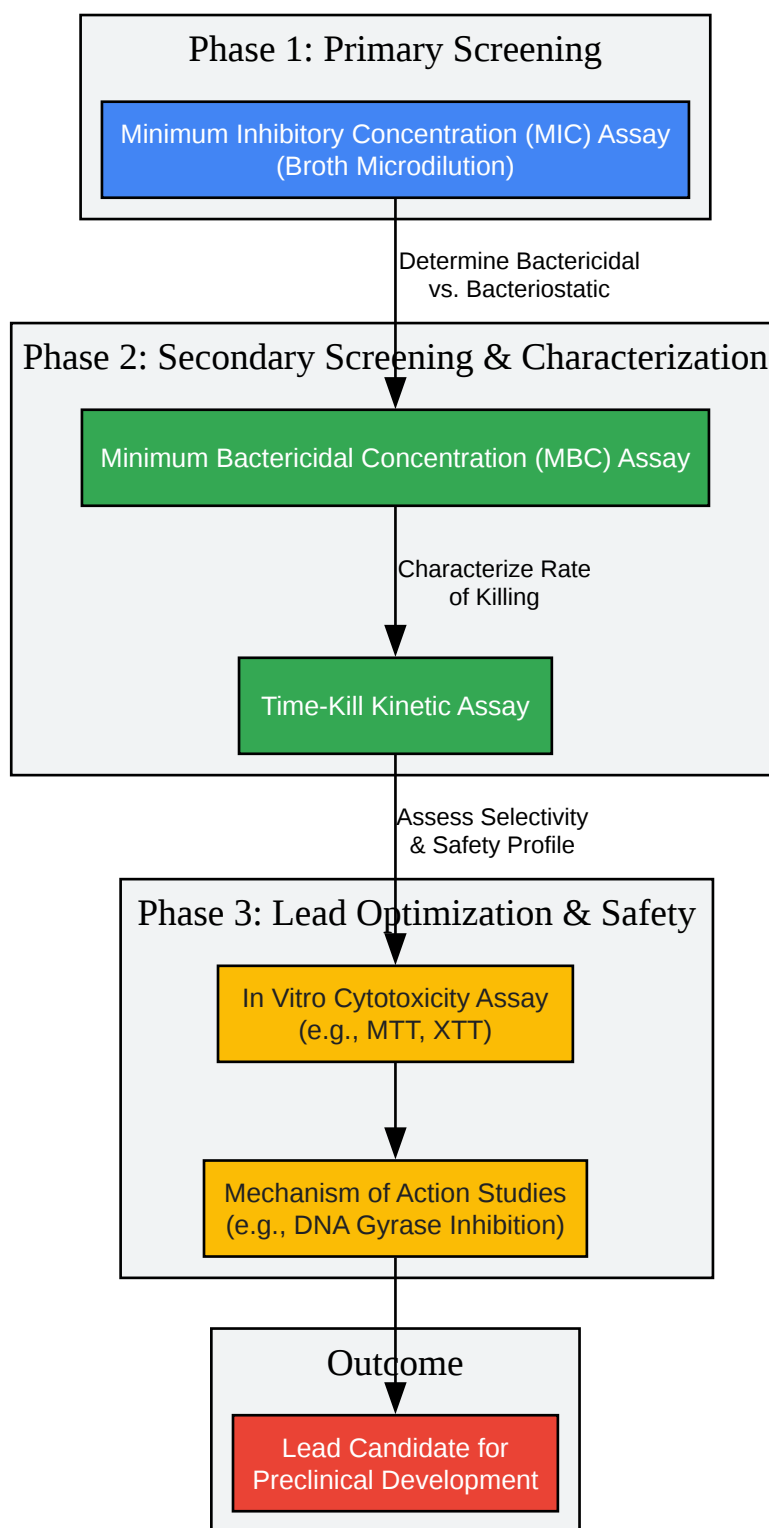 Phase 1: Primary Screening
Minimum Inhibitory Concentration (MIC) Assay
(Broth Microdilution)
Determine Bactericidal
vs. Bacteriostatic
Phase 2: Secondary Screening & Characterization
Minimum Bactericidal Concentration (MBC) Assay
Characterize Rate
of Killing
Time-Kill Kinetic Assay
Assess Selectivity
& Safety Profile
Phase 3: Lead Optimization & Safety
In Vitro Cytotoxicity Assay
(e.g., MTT, XTT)
Mechanism of Action Studies
(e.g., DNA Gyrase Inhibition)
Outcome
Lead Candidate for
Preclinical Development